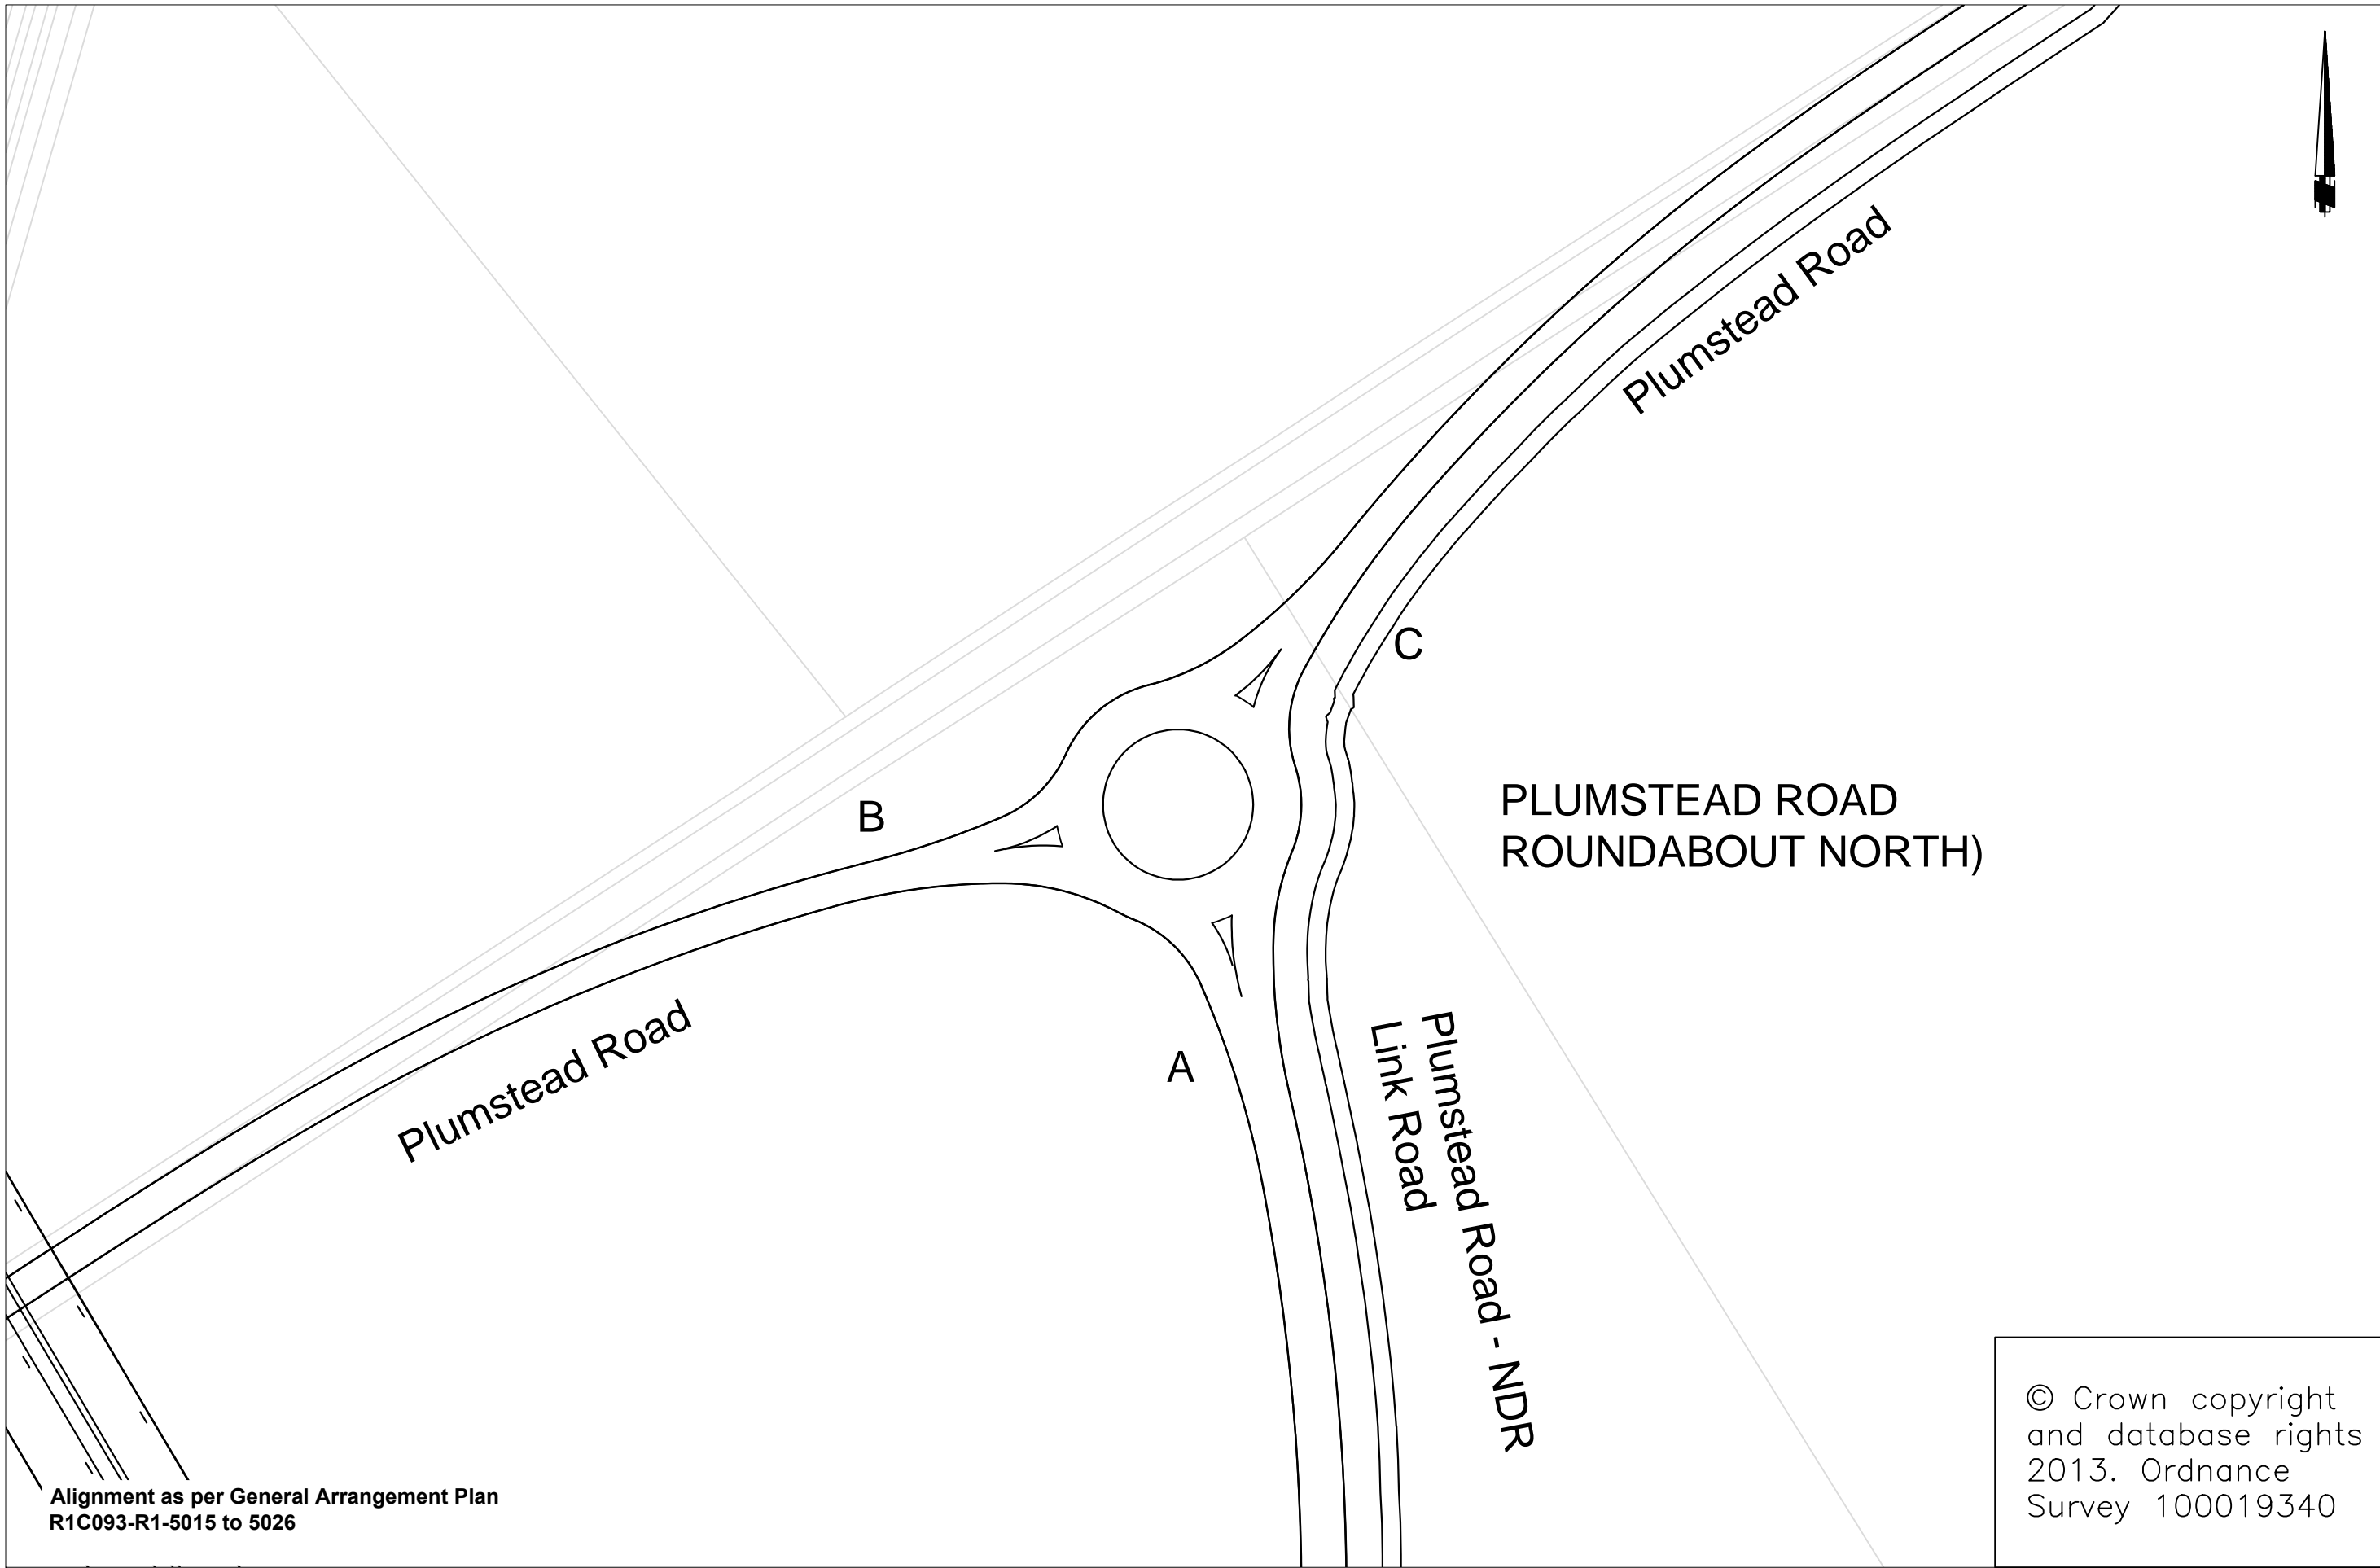 Plumstead Road
C
PLUMSTEAD ROAD
ROUNDABOUT NORTH)
B
Plumstead Road
A
Plumstead Road - NDR
Link Road
© Crown copyright
and database rights
2013. Ordnance
Survey 100019340
Alignment as per General Arrangement Plan
R1C093-R1-5015 to 5026